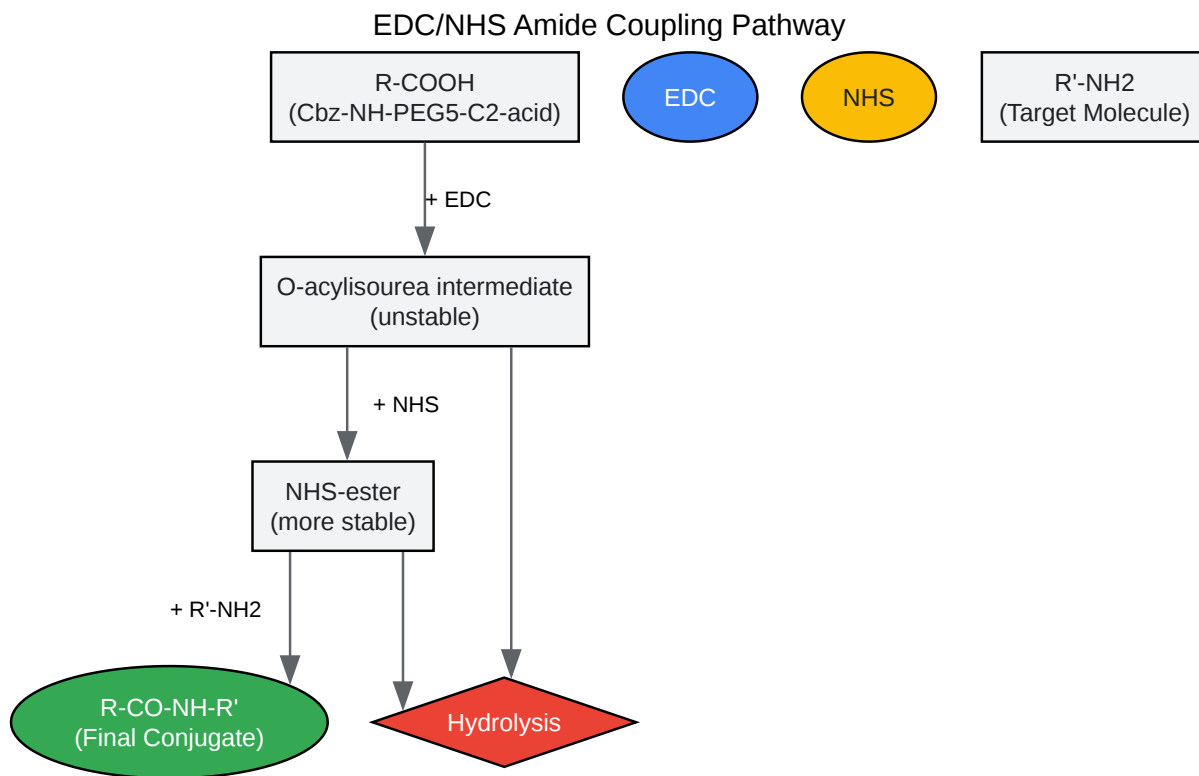 EDC/NHS Amide Coupling Pathway
R-COOH
(Cbz-NH-PEG5-C2-acid)
EDC
NHS
R'-NH2
(Target Molecule)
+ EDC
O-acylisourea intermediate
(unstable)
+ NHS
NHS-ester
(more stable)
+ R'-NH2
R-CO-NH-R'
(Final Conjugate)
Hydrolysis